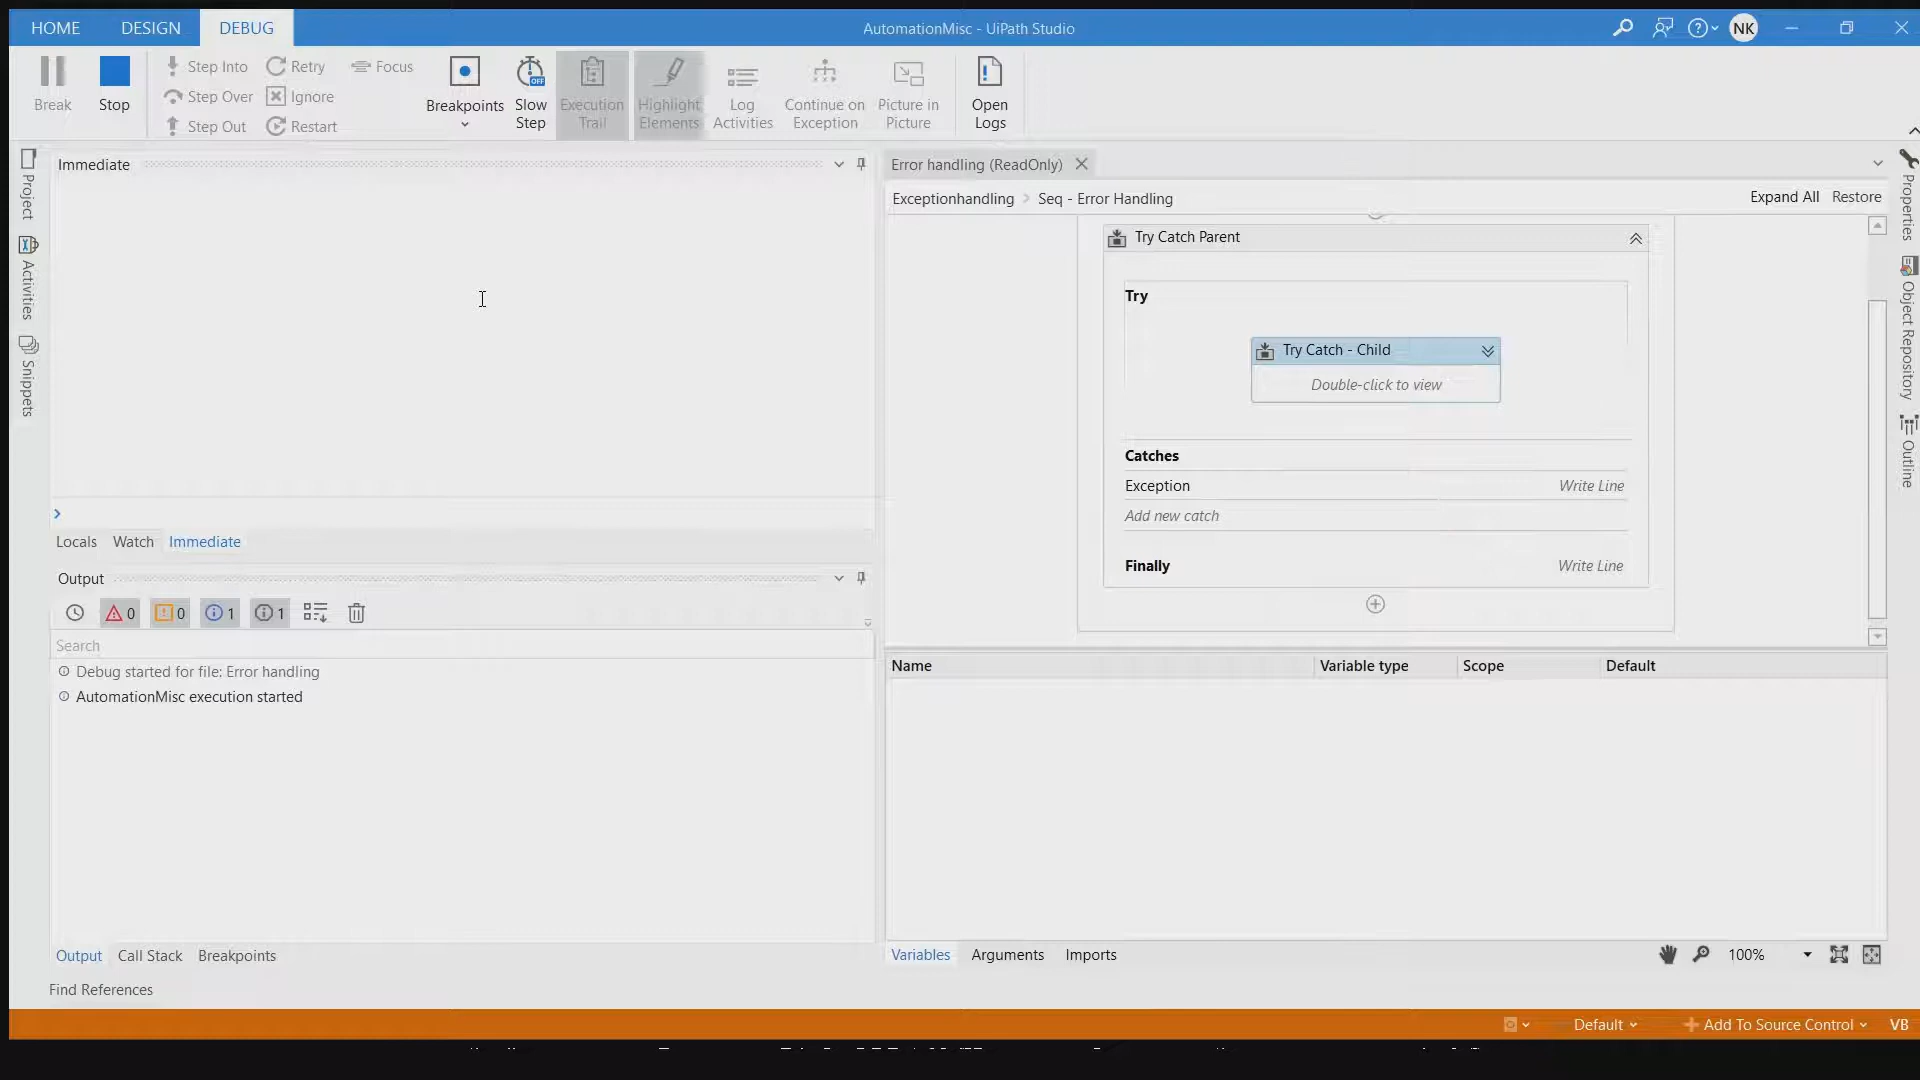 HOME DESIGN DEBUG AutomationMisc - UiPath Studio NK
Break Stop
Step Into Retry Focus
Step Over Ignore
Step Out Restart
Breakpoints
Slow Step
Execution Trail
Highlight Elements
Log Activities
Continue on Exception
Picture in Picture
Open Logs
Project
Activities
Snippets
Immediate
Locals Watch Immediate
Output
0 0 1 1
Search
Debug started for file: Error handling
AutomationMisc execution started
Output Call Stack Breakpoints
Find References
Error handling (ReadOnly)
Exceptionhandling > Seq - Error Handling Expand All Restore
Try Catch Parent
Try
Try Catch - Child
Double-click to view
Catches
Exception Write Line
Add new catch
Finally Write Line
Name Variable type Scope Default
Variables Arguments Imports 100%
Properties
Object Repository
Outline
Default Add To Source Control VB